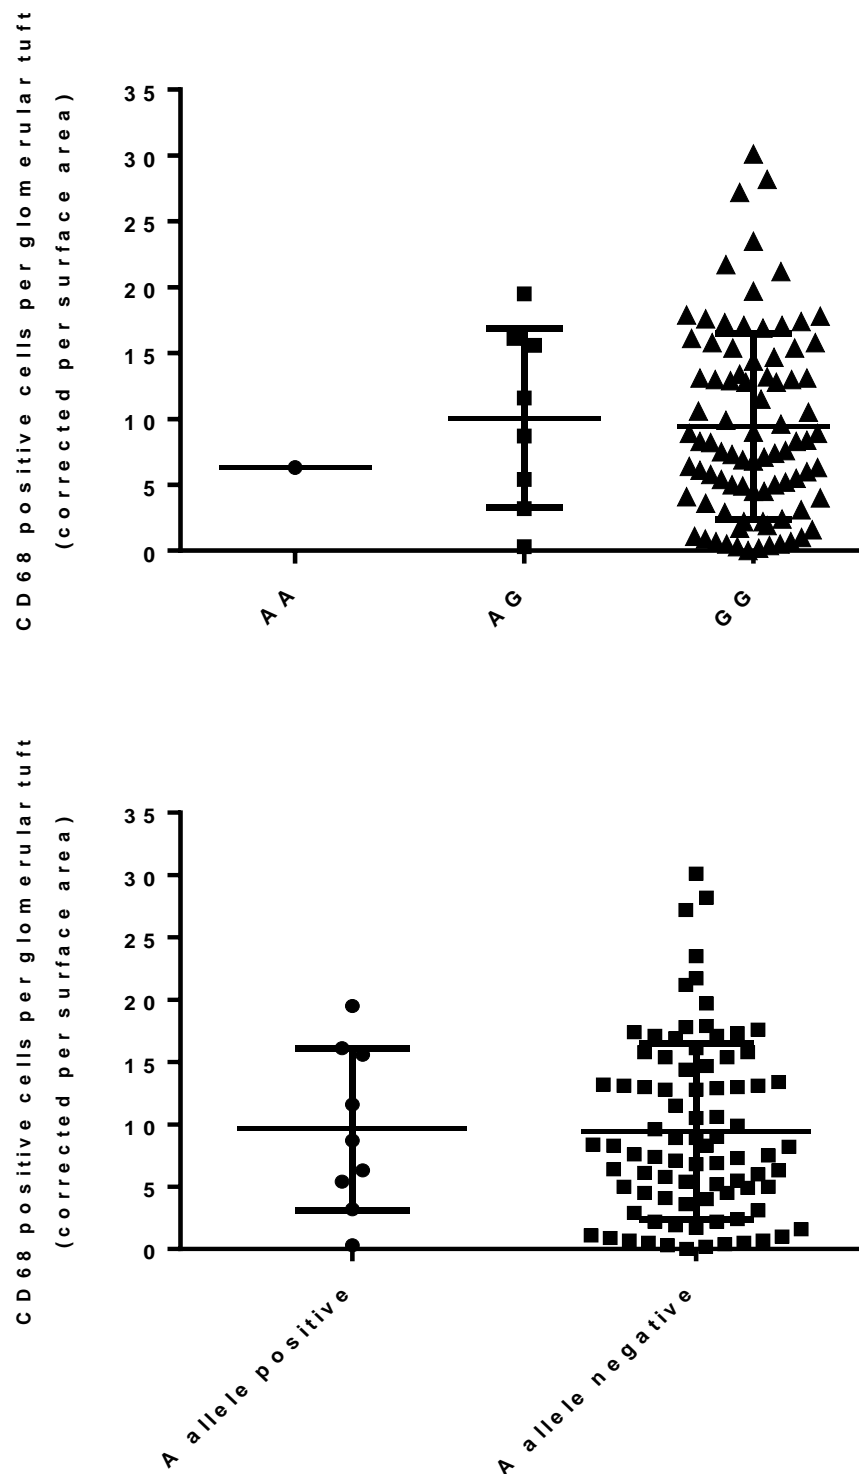 CD68 positive cells per glomerular tuft
(corrected per surface area)
35
30
25
20
15
10
5
0
AA
AG
GG
CD68 positive cells per glomerular tuft
(corrected per surface area)
35
30
25
20
15
10
5
0
A allele positive
A allele negative